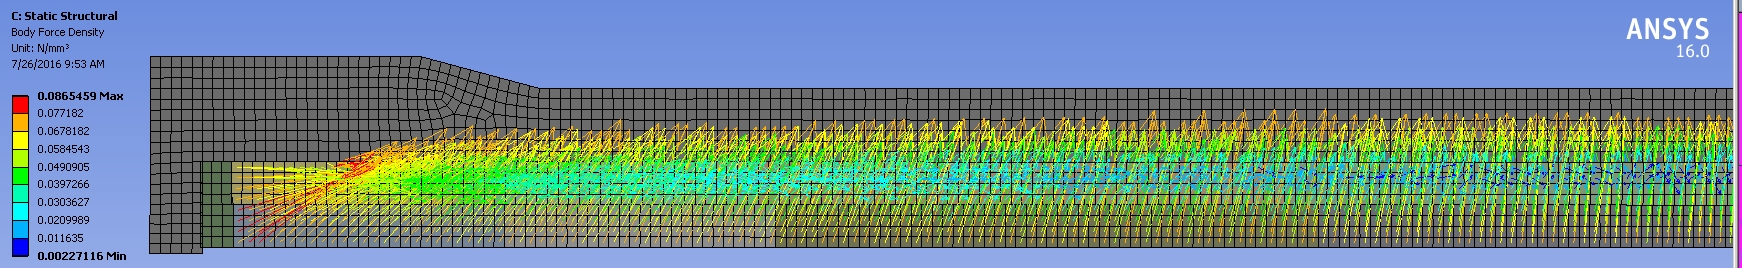 C: Static Structural
Body Force Density
Unit: N/mm³
7/26/2016 9:53 AM
0.0865459 Max
0.077182
0.0678182
0.0584543
0.0490905
0.0397266
0.0303627
0.0209989
0.011635
0.00227116 Min
ANSYS
16.0